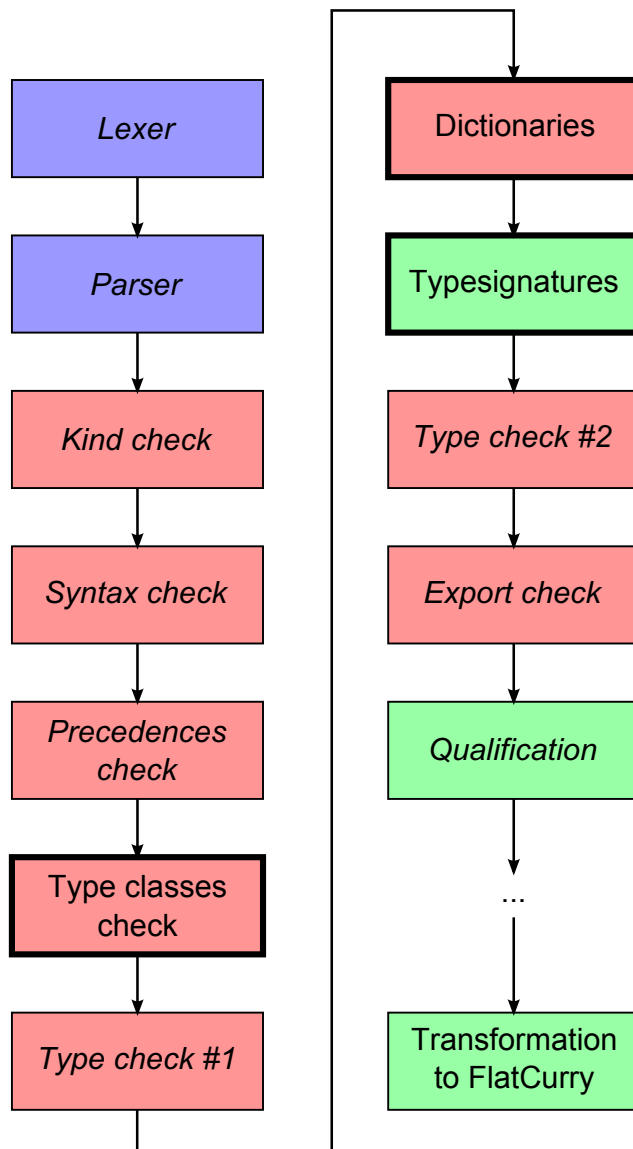 Lexer
Parser
Kind check
Syntax check
Precedences
check
Type classes
check
Type check #1
Dictionaries
Typesignatures
Type check #2
Export check
Qualification
...
Transformation
to FlatCurry